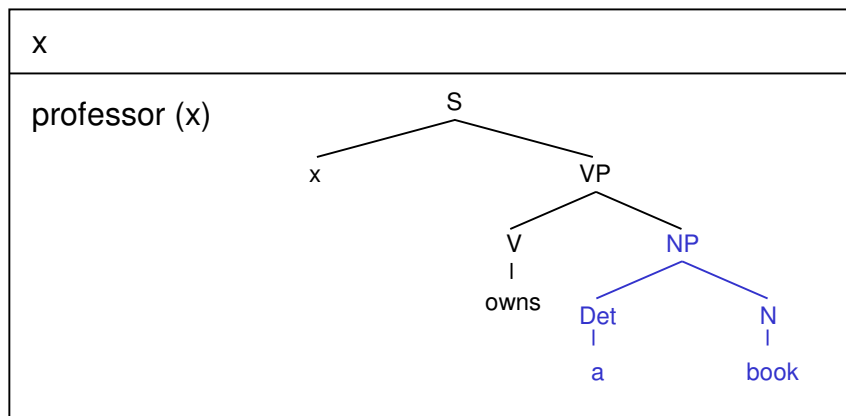 x
professor (x)
S
x
VP
V
NP
owns
Det
N
a
book